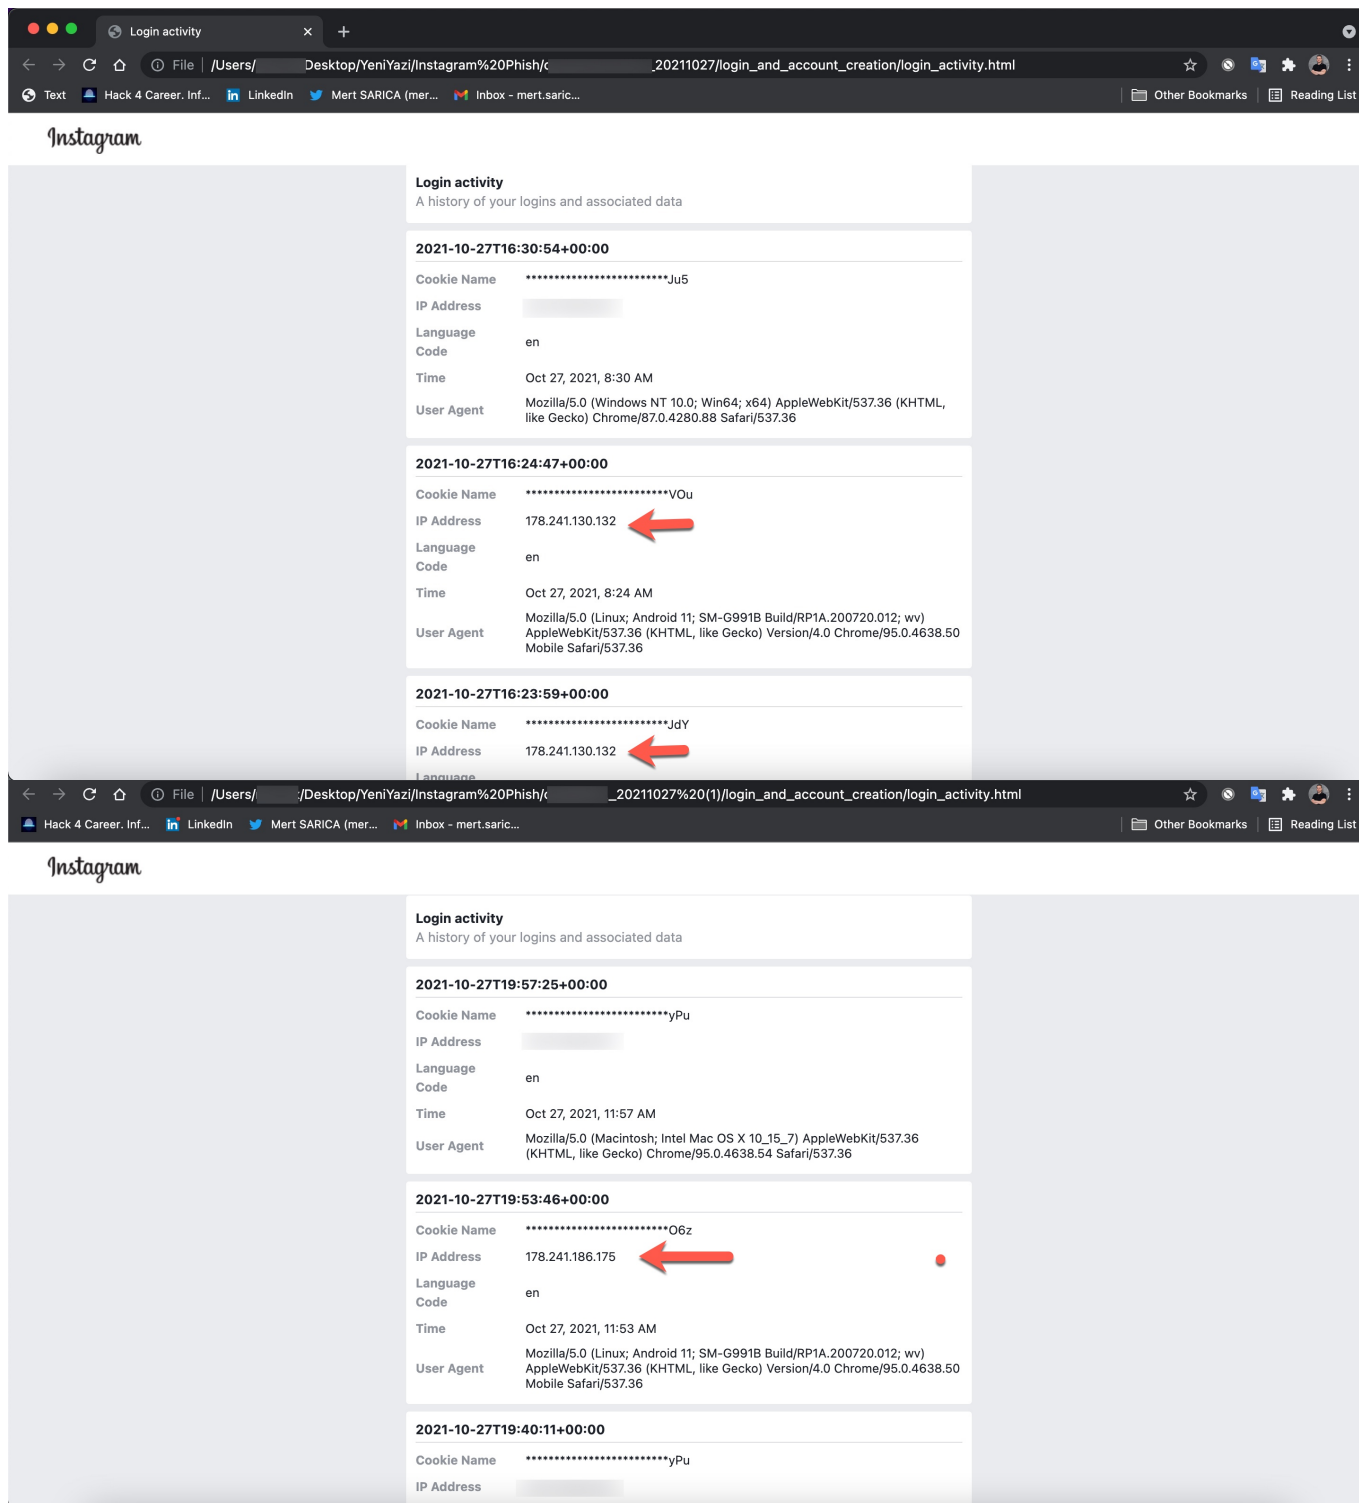 Login activity
File | /Users/ Desktop/YeniYazi/Instagram%20Phish/c _20211027/login_and_account_creation/login_activity.html
Text Hack 4 Career. Inf... LinkedIn Mert SARICA (mer... Inbox - mert.saric... Other Bookmarks Reading List
Instagram
Login activity
A history of your logins and associated data
2021-10-27T16:30:54+00:00
Cookie Name *************************Ju5
IP Address
Language
Code
en
Time Oct 27, 2021, 8:30 AM
User Agent
Mozilla/5.0 (Windows NT 10.0; Win64; x64) AppleWebKit/537.36 (KHTML,
like Gecko) Chrome/87.0.4280.88 Safari/537.36
2021-10-27T16:24:47+00:00
Cookie Name *************************VOu
IP Address 178.241.130.132
Language
Code
en
Time Oct 27, 2021, 8:24 AM
User Agent
Mozilla/5.0 (Linux; Android 11; SM-G991B Build/RP1A.200720.012; wv)
AppleWebKit/537.36 (KHTML, like Gecko) Version/4.0 Chrome/95.0.4638.50
Mobile Safari/537.36
2021-10-27T16:23:59+00:00
Cookie Name *************************JdY
IP Address 178.241.130.132
Language
File | /Users/ :/Desktop/YeniYazi/Instagram%20Phish/c _20211027%20(1)/login_and_account_creation/login_activity.html
Hack 4 Career. Inf... LinkedIn Mert SARICA (mer... Inbox - mert.saric... Other Bookmarks Reading List
Instagram
Login activity
A history of your logins and associated data
2021-10-27T19:57:25+00:00
Cookie Name *************************yPu
IP Address
Language
Code
en
Time Oct 27, 2021, 11:57 AM
User Agent
Mozilla/5.0 (Macintosh; Intel Mac OS X 10_15_7) AppleWebKit/537.36
(KHTML, like Gecko) Chrome/95.0.4638.54 Safari/537.36
2021-10-27T19:53:46+00:00
Cookie Name *************************O6z
IP Address 178.241.186.175
Language
Code
en
Time Oct 27, 2021, 11:53 AM
User Agent
Mozilla/5.0 (Linux; Android 11; SM-G991B Build/RP1A.200720.012; wv)
AppleWebKit/537.36 (KHTML, like Gecko) Version/4.0 Chrome/95.0.4638.50
Mobile Safari/537.36
2021-10-27T19:40:11+00:00
Cookie Name *************************yPu
IP Address